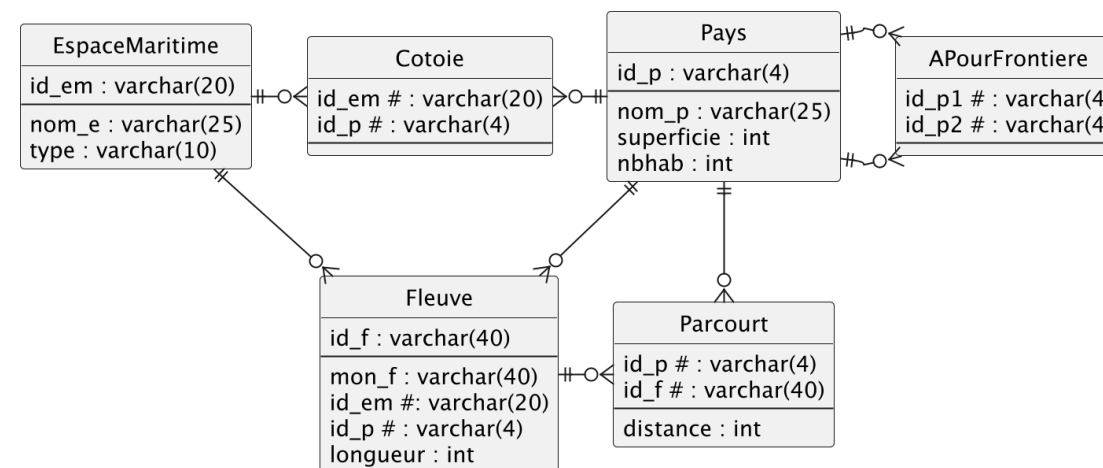 EspaceMaritime
id_em : varchar(20)
nom_e : varchar(25)
type : varchar(10)
Cotoie
id_em # : varchar(20)
id_p # : varchar(4)
Pays
id_p : varchar(4)
nom_p : varchar(25)
superficie : int
nbhab : int
APourFrontiere
id_p1 # : varchar(4
id_p2 # : varchar(4
Fleuve
id_f : varchar(40)
mon_f : varchar(40)
id_em #: varchar(20)
id_p # : varchar(4)
longueur : int
Parcourt
id_p # : varchar(4)
id_f # : varchar(40)
distance : int